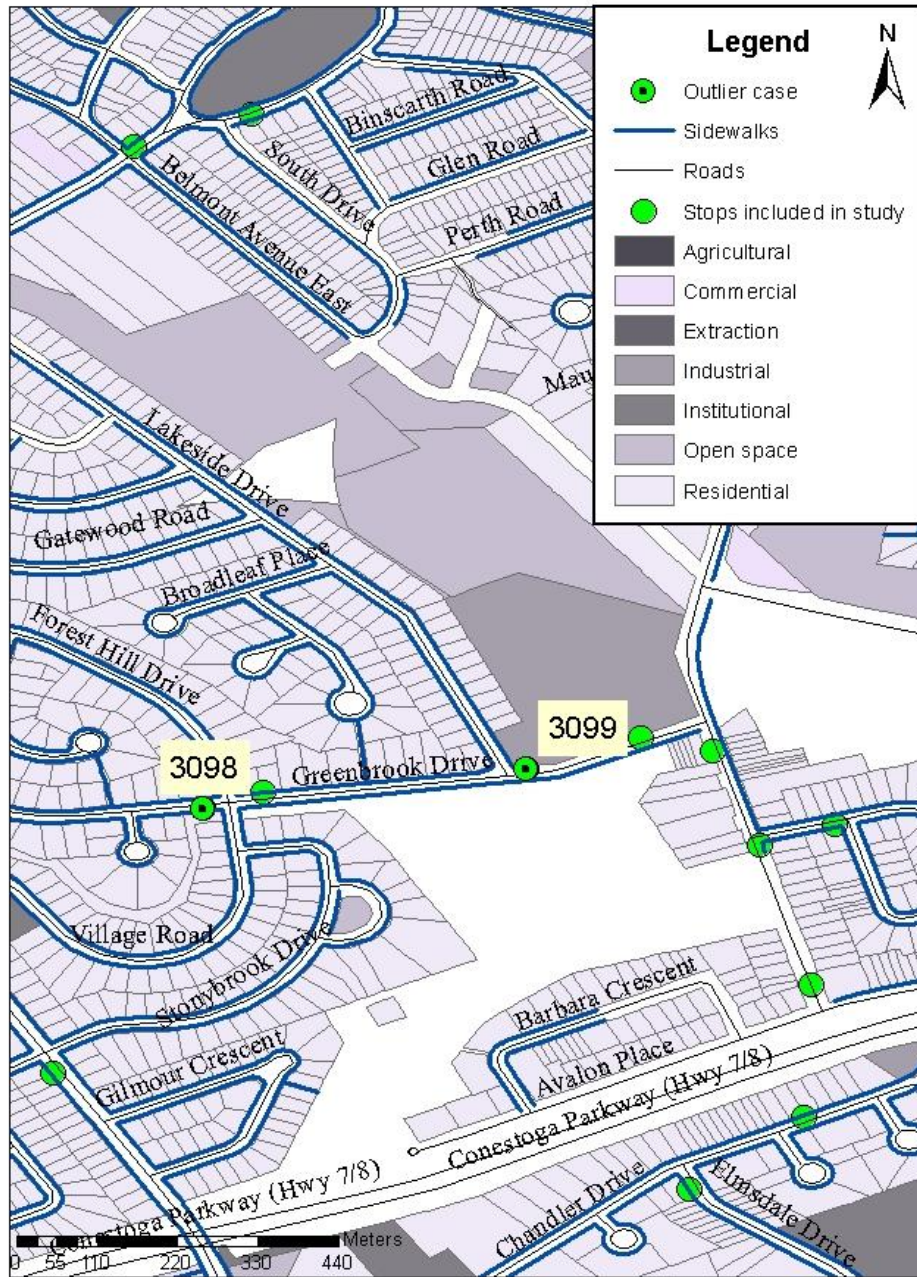 Legend
N
Outlier case
Sidewalks
Roads
Stops included in study
Agricultural
Commercial
Extraction
Industrial
Institutional
Open space
Residential
Binscarth Road
South Drive
Glen Road
Belmont Avenue East
Perth Road
Mau
Lakeside Drive
Gatewood Road
Broadleaf Place
Forest Hill Drive
3099
3098
Greenbrook Drive
Village Road
Stonybrook Drive
Barbara Crescent
Gilmour Crescent
Avalon Place
Conestoga Parkway (Hwy 7/8)
Conestoga Parkway (Hwy 7/8)
Chandler Drive
Elmsdale Drive
Meters
0 55 110 220 330 440